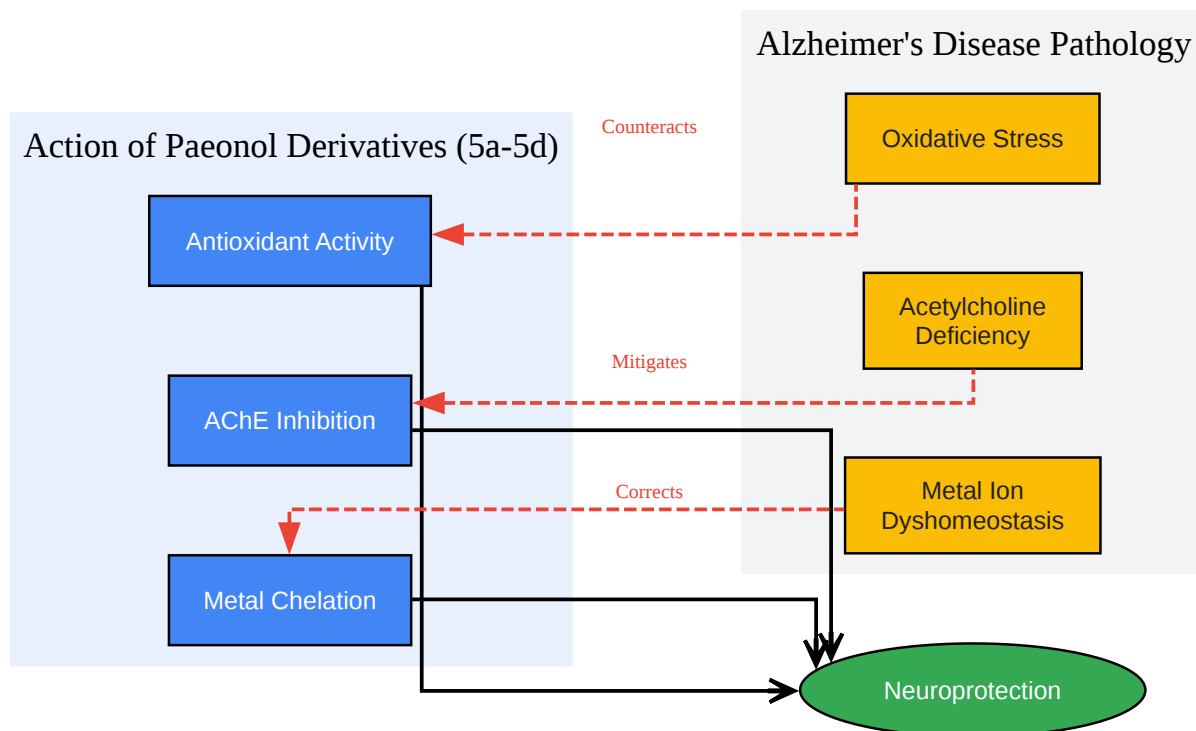 Alzheimer's Disease Pathology
Counteracts
Oxidative Stress
Action of Paeonol Derivatives (5a-5d)
Antioxidant Activity
Acetylcholine
Deficiency
Mitigates
AChE Inhibition
Corrects
Metal Ion
Dyshomeostasis
Metal Chelation
Neuroprotection